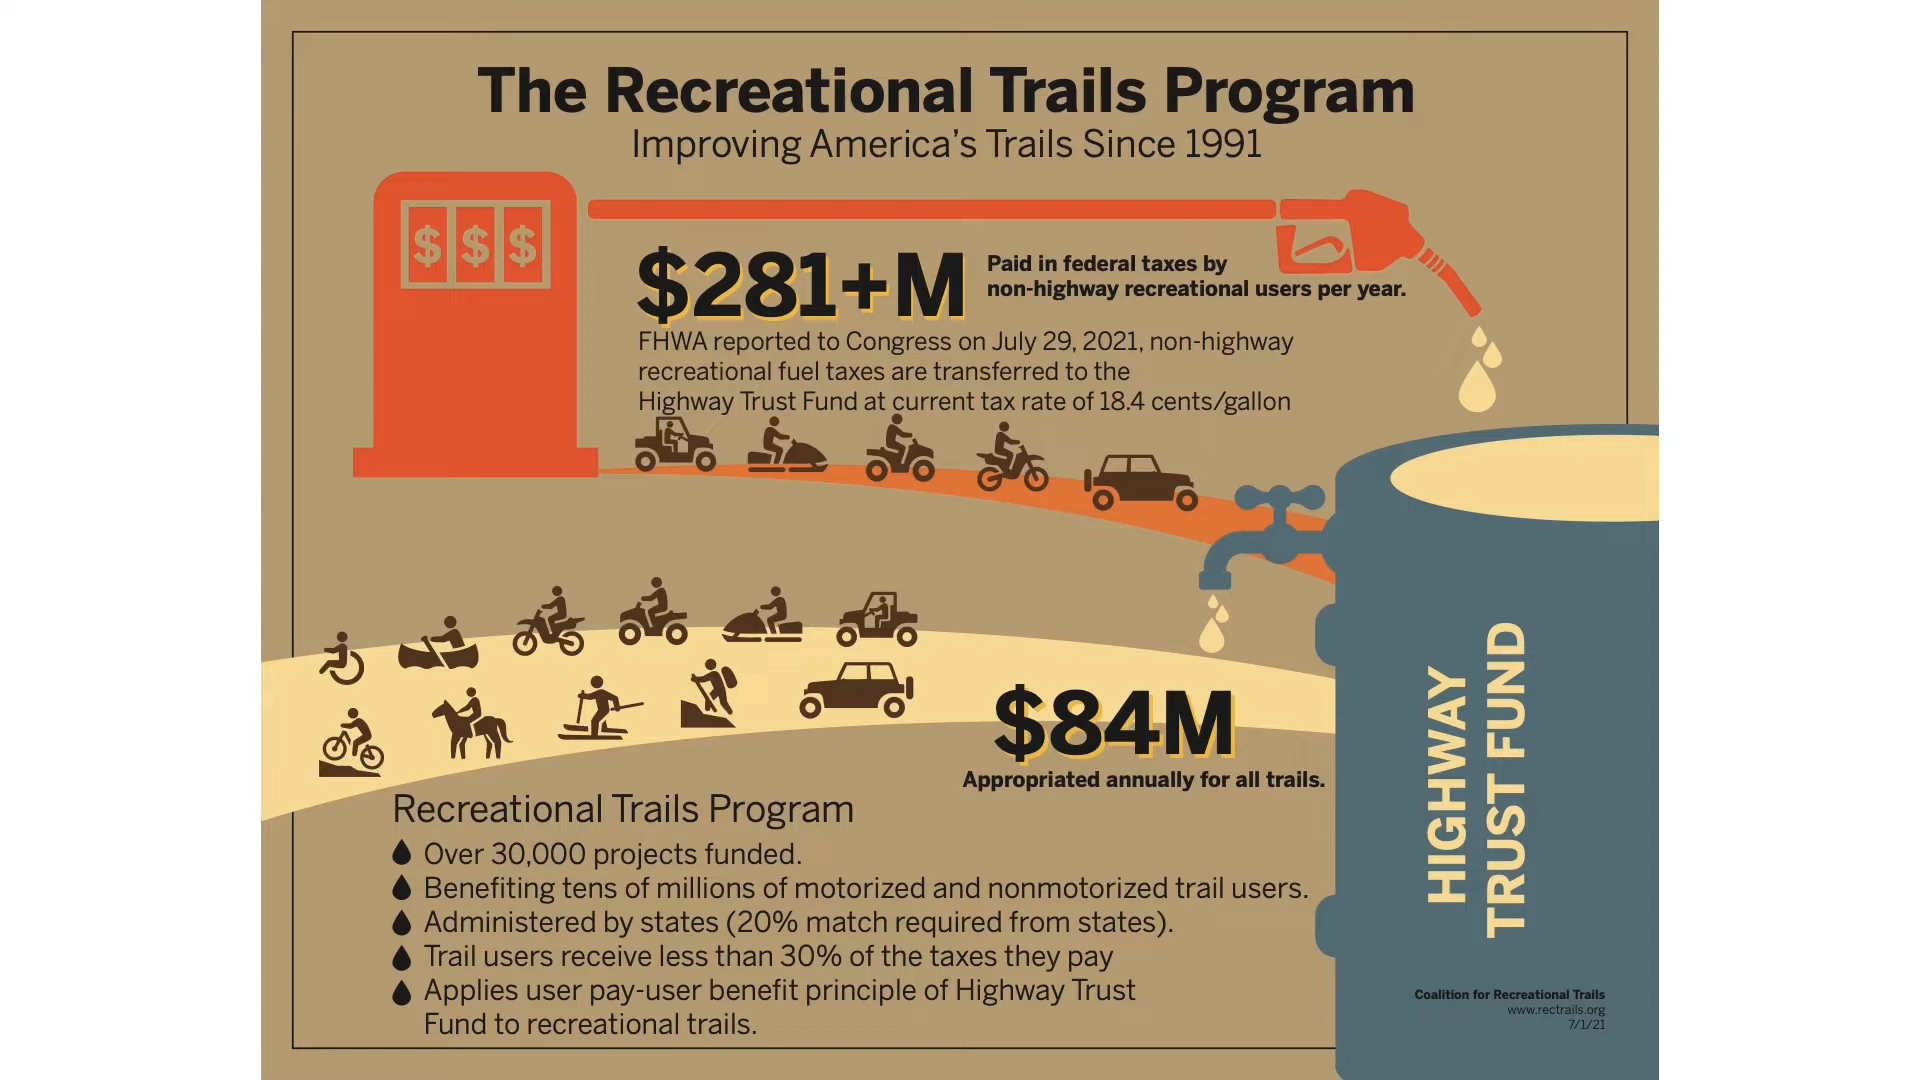 The Recreational Trails Program
Improving America's Trails Since 1991
$ $ $
$281+M
Paid in federal taxes by
non-highway recreational users per year.
FHWA reported to Congress on July 29, 2021, non-highway
recreational fuel taxes are transferred to the
Highway Trust Fund at current tax rate of 18.4 cents/gallon
$84M
Appropriated annually for all trails.
HIGHWAY
TRUST FUND
Recreational Trails Program
Over 30,000 projects funded.
Benefiting tens of millions of motorized and nonmotorized trail users.
Administered by states (20% match required from states).
Trail users receive less than 30% of the taxes they pay
Applies user pay-user benefit principle of Highway Trust
Fund to recreational trails.
Coalition for Recreational Trails
www.rectrails.org
7/1/21